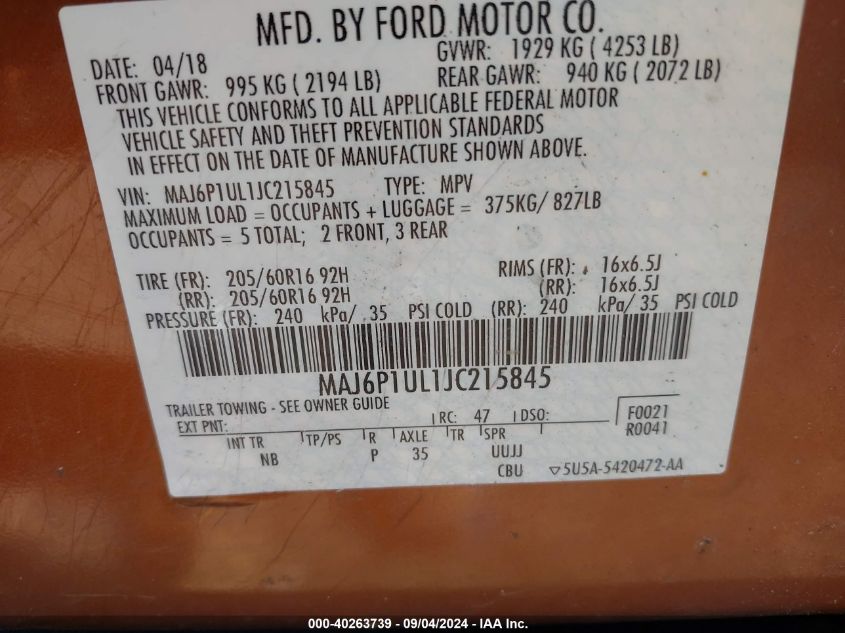 MFD. BY FORD MOTOR CO.
DATE: 04/18 GVWR: 1929 KG ( 4253 LB)
FRONT GAWR: 995 KG ( 2194 LB) REAR GAWR: 940 KG ( 2072 LB)
THIS VEHICLE CONFORMS TO ALL APPLICABLE FEDERAL MOTOR
VEHICLE SAFETY AND THEFT PREVENTION STANDARDS
IN EFFECT ON THE DATE OF MANUFACTURE SHOWN ABOVE.
VIN: MAJ6P1UL1JC215845 TYPE: MPV
MAXIMUM LOAD = OCCUPANTS + LUGGAGE = 375KG/ 827LB
OCCUPANTS = 5 TOTAL; 2 FRONT, 3 REAR
TIRE (FR): 205/60R16 92H RIMS (FR): 16x6.5J
(RR): 205/60R16 92H (RR): 16x6.5J
PRESSURE (FR): 240 kPa/ 35 PSI COLD (RR): 240 kPa/ 35 PSI COLD
MAJ6P1UL1JC215845
TRAILER TOWING - SEE OWNER GUIDE
EXT PNT: RC: 47 DSO: F0021
R0041
INT TR TP/PS R AXLE TR SPR
NB P 35 UUJJ
CBU 5U5A-5420472-AA
000-40263739 - 09/04/2024 - IAA Inc.